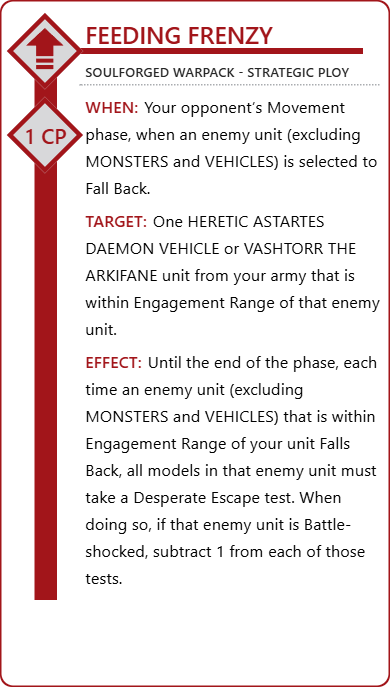 FEEDING FRENZY
SOULFORGED WARPACK - STRATEGIC PLOY
1 CP
WHEN: Your opponent's Movement
phase, when an enemy unit (excluding
MONSTERS and VEHICLES) is selected to
Fall Back.
TARGET: One HERETIC ASTARTES
DAEMON VEHICLE or VASHTORR THE
ARKIFANE unit from your army that is
within Engagement Range of that enemy
unit.
EFFECT: Until the end of the phase, each
time an enemy unit (excluding
MONSTERS and VEHICLES) that is within
Engagement Range of your unit Falls
Back, all models in that enemy unit must
take a Desperate Escape test. When
doing so, if that enemy unit is Battle-
shocked, subtract 1 from each of those
tests.